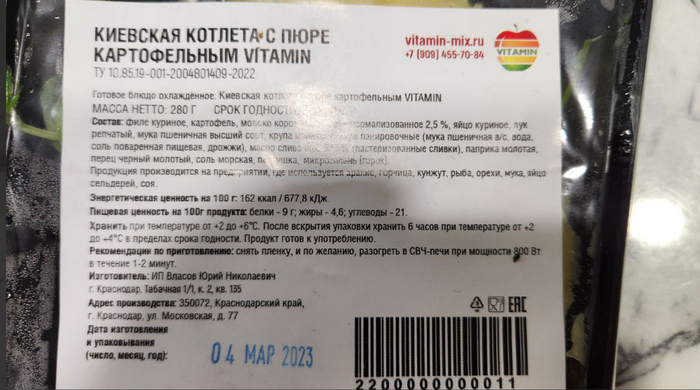 КИЕВСКАЯ КОТЛЕТА С ПЮРЕ
КАРТОФЕЛЬНЫМ VITAMIN
ТУ 10.85.19-001-2004801409-2022
vitamin-mix.ru
+7 (909) 455-70-84
VITAMIN
Готовое блюдо охлаждённое: Киевская котлета картофельным VITAMIN
МАССА НЕТТО: 280 Г СРОК ГОДНОСТИ
Состав: филе куриное, картофель, молоко нормализованное 2,5 %, яйцо куриное, лук
репчатый, мука пшеничная высший сорт, крупа панировочные (мука пшеничная в/с, вода,
соль поваренная пищевая, дрожжи), масло (пастеризованные сливки), паприка молотая,
перец черный молотый, соль морская, микрозелень (горох).
Продукция производится на предприятии, где используется арахис, горчица, кунжут, рыба, орехи, мука, яйцо
сельдерей, соя.
Энергетическая ценность на 100 г: 162 ккал / 677,8 кДж.
Пищевая ценность на 100г продукта: белки - 9 г; жиры - 4,6; углеводы - 21.
Хранить при температуре от +2 до +6°С. После вскрытия упаковки хранить 6 часов при температуре от +2
до +4°С в пределах срока годности. Продукт готов к употреблению.
Рекомендации по приготовлению: снять пленку, и по желанию, разогреть в СВЧ-печи при мощности 800 Вт
в течение 1-2 минут.
Изготовитель: ИП Власов Юрий Николаевич
г. Краснодар, Табачная 1/1, к. 2, кв. 135
Адрес производства: 350072, Краснодарский край,
г. Краснодар, ул. Московская, д. 77
Дата изготовления
и упаковывания
(число, месяц, год):
04 МАР 2023
EAC
2200000000011